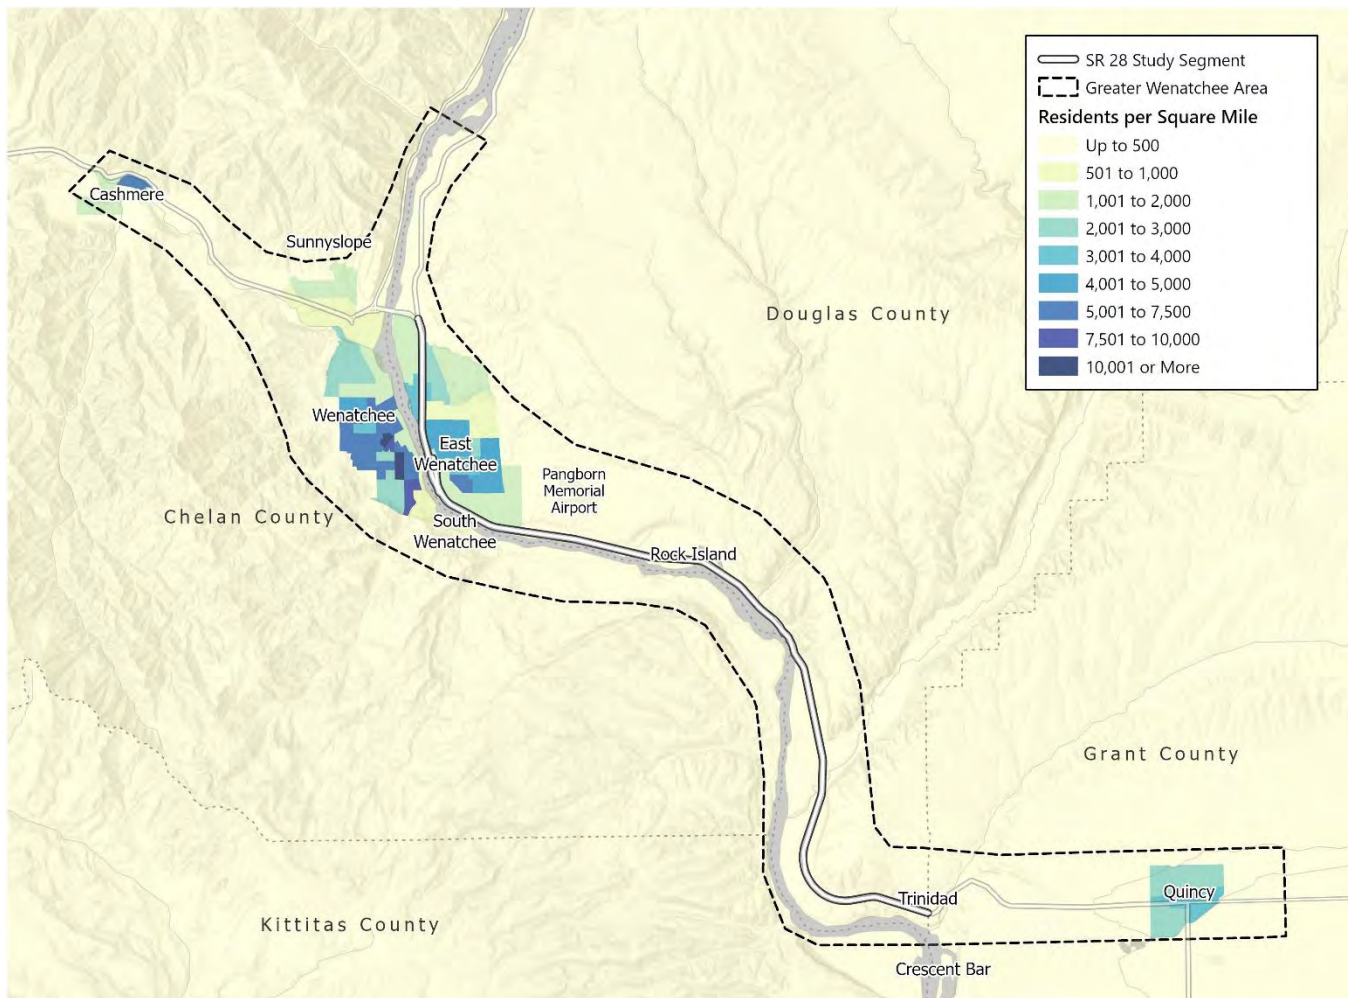 SR 28 Study Segment
Greater Wenatchee Area
Residents per Square Mile
Up to 500
501 to 1,000
1,001 to 2,000
2,001 to 3,000
3,001 to 4,000
4,001 to 5,000
5,001 to 7,500
7,501 to 10,000
10,001 or More
Cashmere
Sunnyslope
Douglas County
Wenatchee
East
Wenatchee
Pangborn
Memorial
Airport
Chelan County
South
Wenatchee
Rock Island
Grant County
Trinidad
Quincy
Kittitas County
Crescent Bar